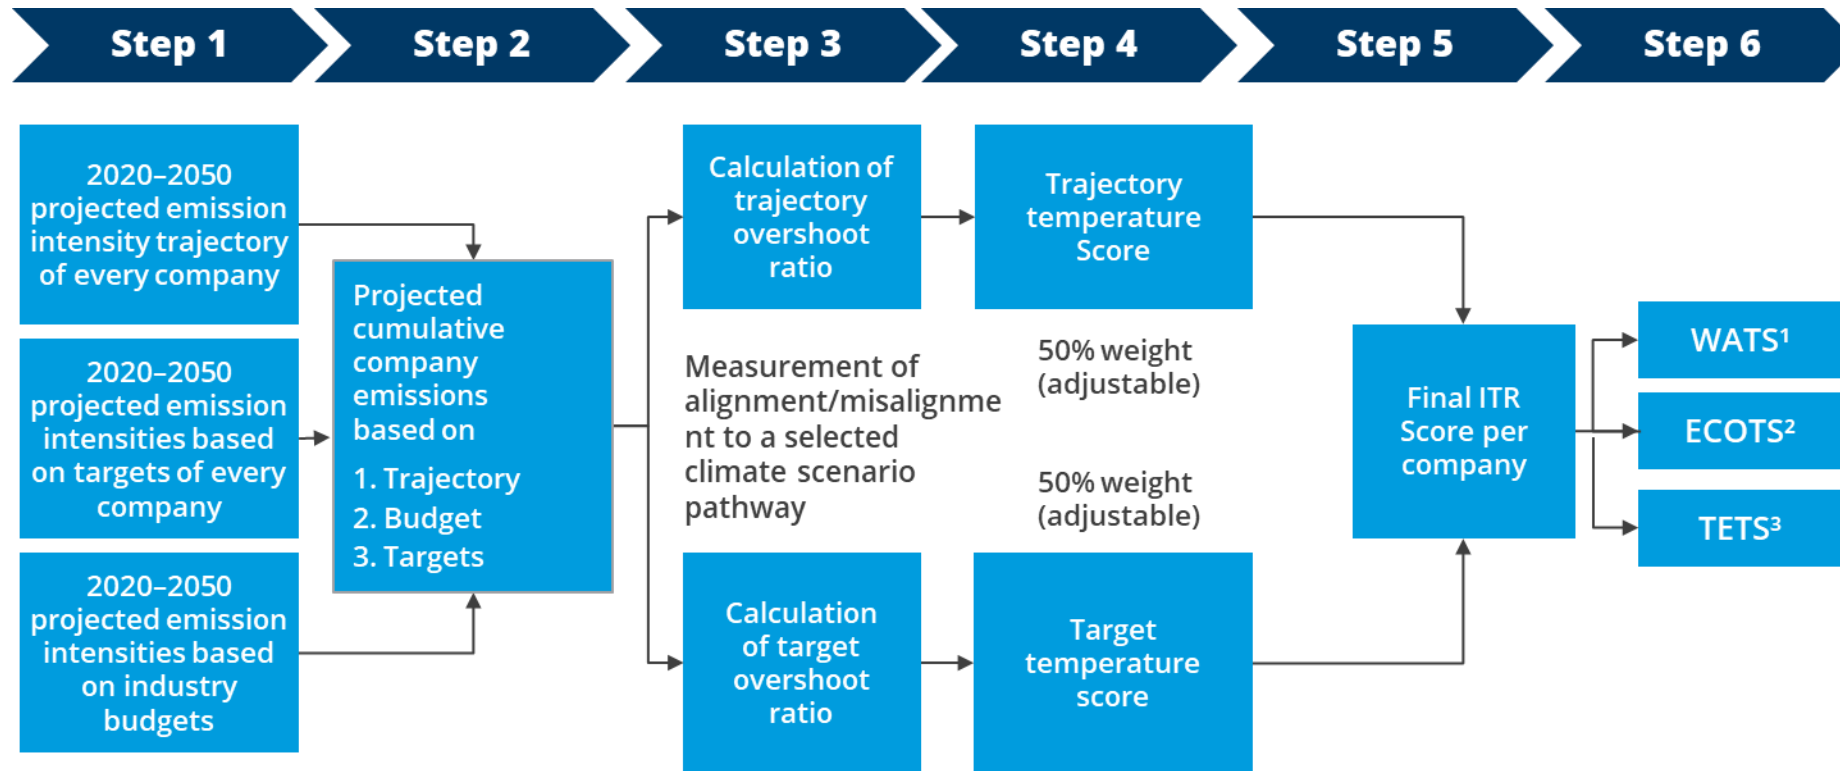 Step 1
Step 2
Step 3
Step 4
Step 5
Step 6
2020–2050
projected emission
intensity trajectory
of every company
2020–2050
projected emission
intensities based
on targets of every
company
2020–2050
projected emission
intensities based
on industry
budgets
Projected
cumulative
company
emissions
based on
1. Trajectory
2. Budget
3. Targets
Calculation of
trajectory
overshoot
ratio
Measurement of
alignment/misalignme
nt to a selected
climate scenario
pathway
Calculation
of target
overshoot
ratio
Trajectory
temperature
Score
50% weight
(adjustable)
50% weight
(adjustable)
Target
temperature
score
Final ITR
Score per
company
WATS¹
ECOTS²
TETS³